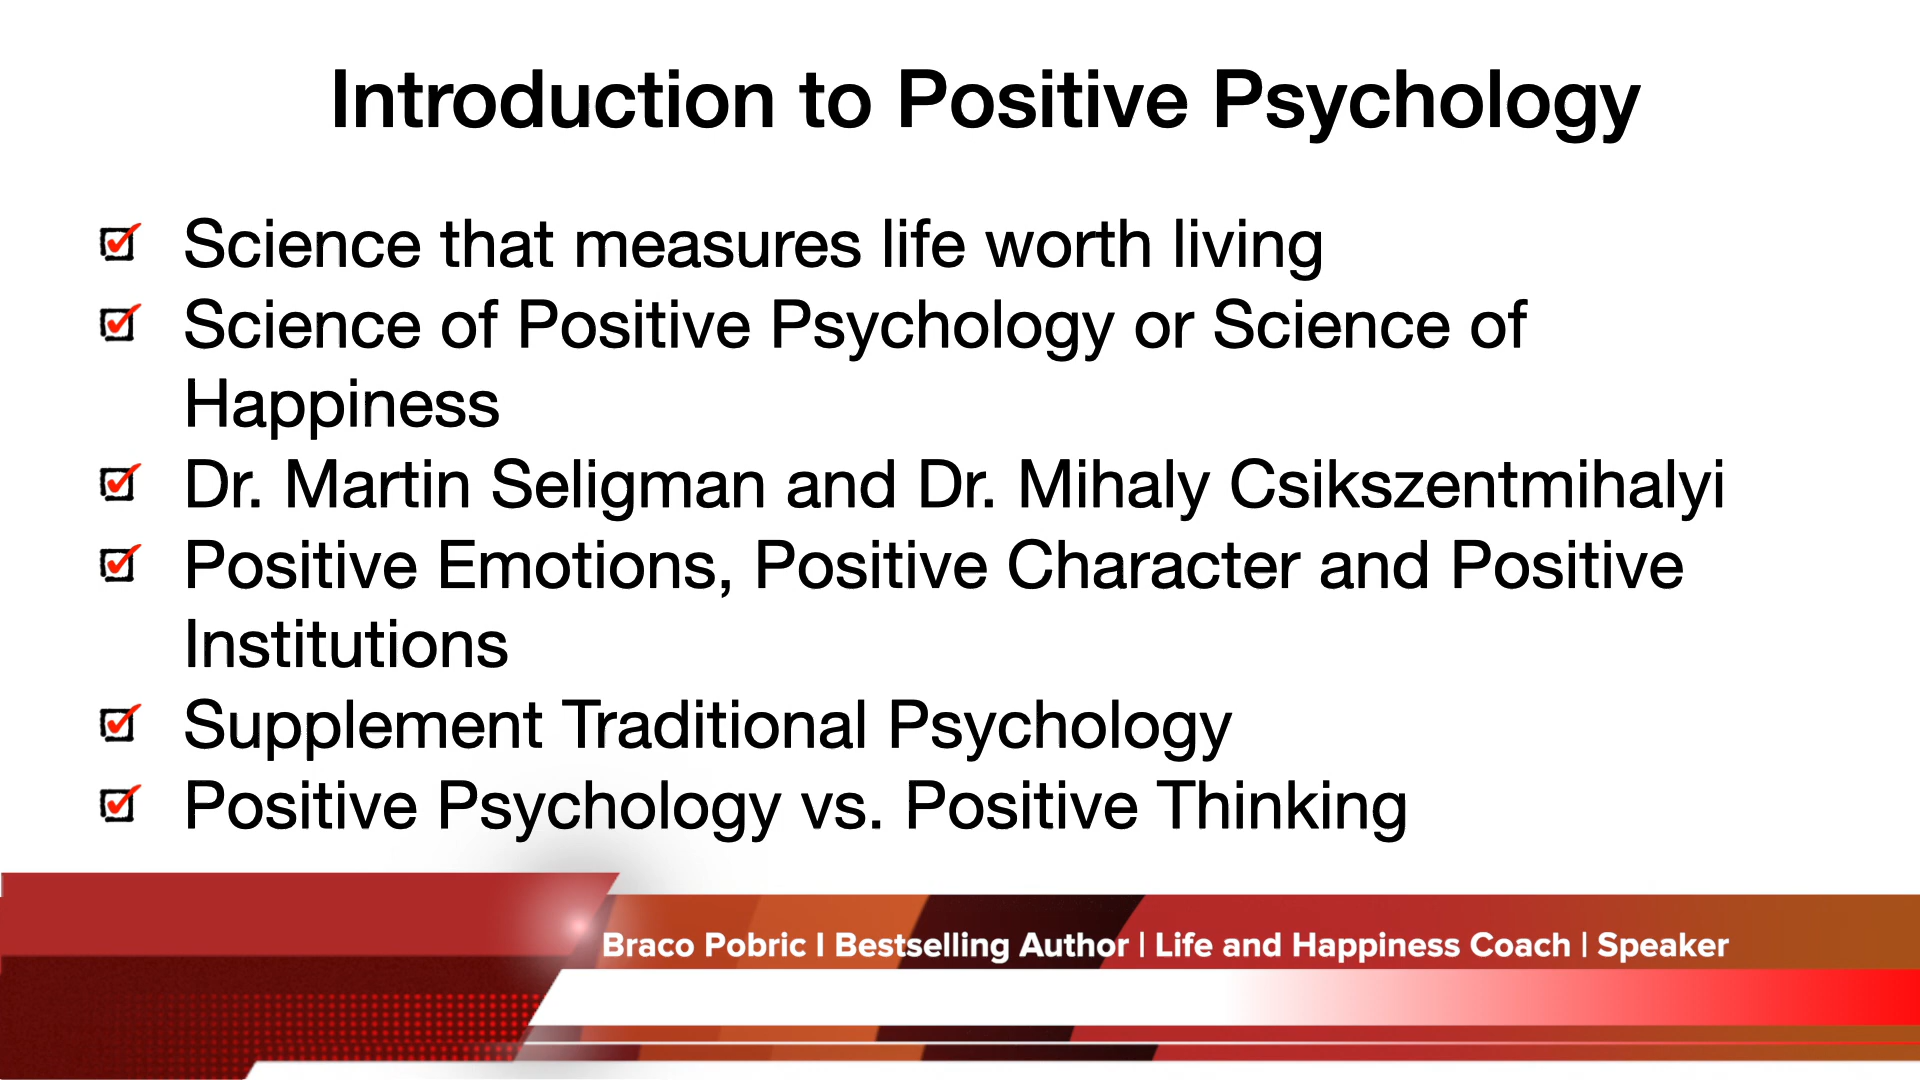 Introduction to Positive Psychology
Science that measures life worth living
Science of Positive Psychology or Science of
Happiness
Dr. Martin Seligman and Dr. Mihaly Csikszentmihalyi
Positive Emotions, Positive Character and Positive
Institutions
Supplement Traditional Psychology
Positive Psychology vs. Positive Thinking
Braco Pobric I Bestselling Author | Life and Happiness Coach | Speaker